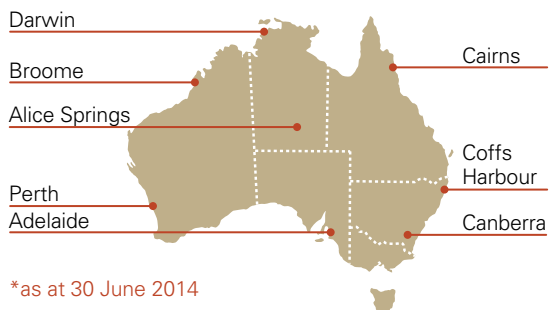 Darwin
Broome
Alice Springs
Perth
Adelaide
Cairns
Coffs
Harbour
Canberra
*as at 30 June 2014